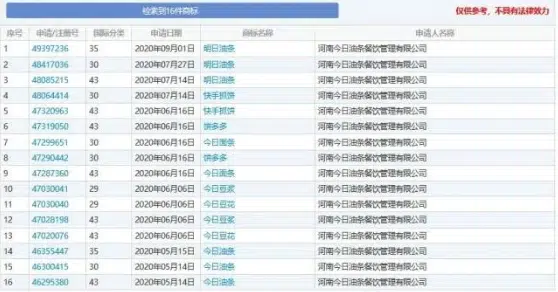 检索到16件商标
仅供参考，不具有法律效力
序号 申请/注册号 国际分类 申请日期 商标名称 申请人名称
1 49397236 35 2020年09月01日 明日油条 河南今日油条餐饮管理有限公司
2 48417036 30 2020年07月27日 明日油条 河南今日油条餐饮管理有限公司
3 48085215 43 2020年07月14日 明日油条 河南今日油条餐饮管理有限公司
4 48064414 30 2020年07月14日 快手抓饼 河南今日油条餐饮管理有限公司
5 47320963 43 2020年06月16日 快手抓饼 河南今日油条餐饮管理有限公司
6 47319050 43 2020年06月16日 饷多多 河南今日油条餐饮管理有限公司
7 47299651 30 2020年06月16日 今日面条 河南今日油条餐饮管理有限公司
8 47290442 30 2020年06月16日 饷多多 河南今日油条餐饮管理有限公司
9 47287360 43 2020年06月16日 今日面条 河南今日油条餐饮管理有限公司
10 47030041 29 2020年06月06日 今日豆浆 河南今日油条餐饮管理有限公司
11 47030040 29 2020年06月06日 今日豆花 河南今日油条餐饮管理有限公司
12 47028198 43 2020年06月06日 今日豆浆 河南今日油条餐饮管理有限公司
13 47020076 43 2020年06月06日 今日豆花 河南今日油条餐饮管理有限公司
14 46355447 35 2020年05月15日 今日油条 河南今日油条餐饮管理有限公司
15 46300415 30 2020年05月14日 今日油条 河南今日油条餐饮管理有限公司
16 46295380 43 2020年05月14日 今日油条 河南今日油条餐饮管理有限公司